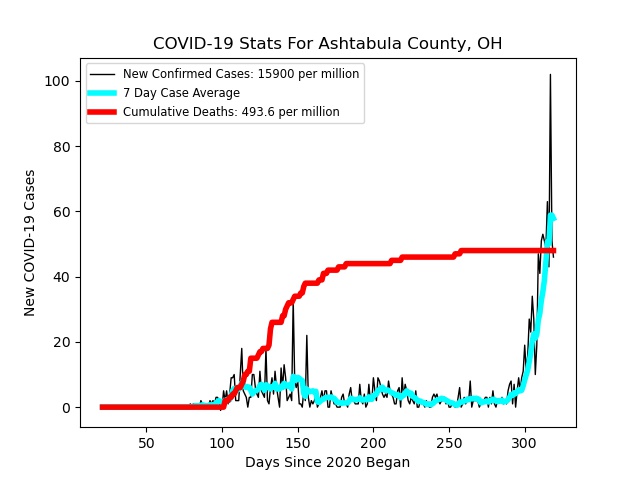 COVID-19 Stats For Ashtabula County, OH
New Confirmed Cases: 15900 per million
7 Day Case Average
Cumulative Deaths: 493.6 per million
New COVID-19 Cases
100
80
60
40
20
0
50
100
150
200
250
300
Days Since 2020 Began